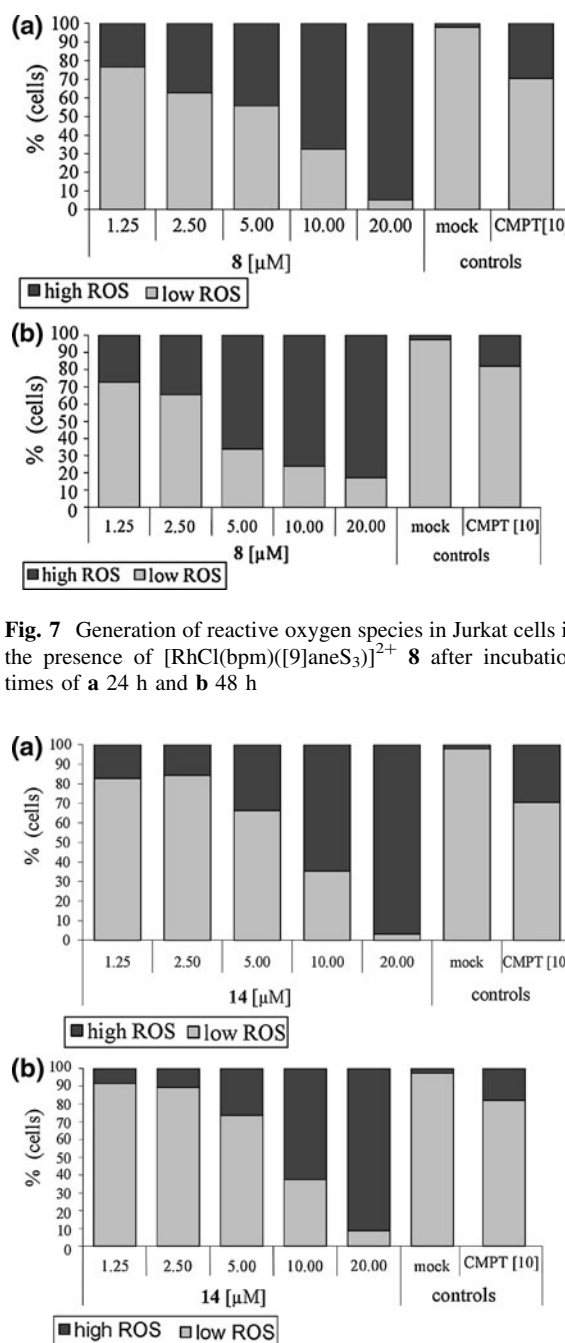 (a)
100
90
80
70
60
50
40
30
20
10
0
% (cells)
1.25 2.50 5.00 10.00 20.00 mock CMPT[10]
8 [µM] controls
high ROS low ROS
(b)
100
90
80
70
60
50
40
30
20
10
0
% (cells)
1.25 2.50 5.00 10.00 20.00 mock CMPT [10]
8 [µM] controls
high ROS low ROS
Fig. 7 Generation of reactive oxygen species in Jurkat cells i
the presence of [RhCl(bpm)([9]aneS₃)]²⁺ 8 after incubatio
times of a 24 h and b 48 h
(a)
100
90
80
70
60
50
40
30
20
10
0
% (cells)
1.25 2.50 5.00 10.00 20.00 mock CMPT [10]
14 [µM] controls
high ROS low ROS
(b)
100
90
80
70
60
50
40
30
20
10
0
% (cells)
1.25 2.50 5.00 10.00 20.00 mock CMPT [10]
14 [µM] controls
high ROS low ROS